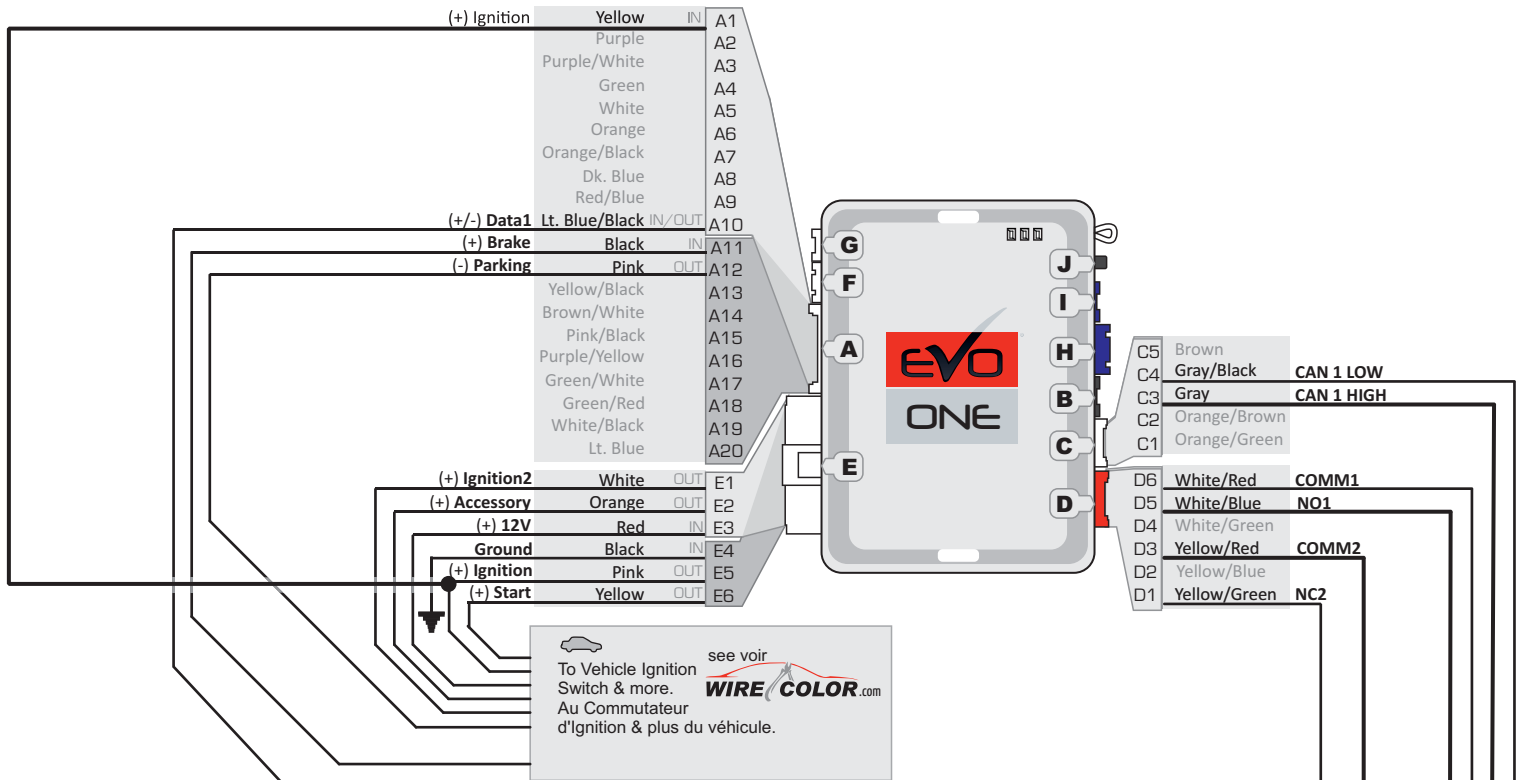 (+) Ignition Yellow IN A1
Purple A2
Purple/White A3
Green A4
White A5
Orange A6
Orange/Black A7
Dk. Blue A8
Red/Blue A9
(+/-) Data1 Lt. Blue/Black IN/OUT A10
(+) Brake Black IN A11
(-) Parking Pink OUT A12
Yellow/Black A13
Brown/White A14
Pink/Black A15
Purple/Yellow A16
Green/White A17
Green/Red A18
White/Black A19
Lt. Blue A20
(+) Ignition2 White OUT E1
(+) Accessory Orange OUT E2
(+) 12V Red IN E3
Ground Black IN E4
(+) Ignition Pink OUT E5
(+) Start Yellow OUT E6
G
F
A
E
EVO
ONE
J
I
H
B
C
D
C5 Brown
C4 Gray/Black CAN 1 LOW
C3 Gray CAN 1 HIGH
C2 Orange/Brown
C1 Orange/Green
D6 White/Red COMM1
D5 White/Blue NO1
D4 White/Green
D3 Yellow/Red COMM2
D2 Yellow/Blue
D1 Yellow/Green NC2
To Vehicle Ignition
Switch & more.
Au Commutateur
d'Ignition & plus du véhicule.
see voir
WIRE COLOR.com